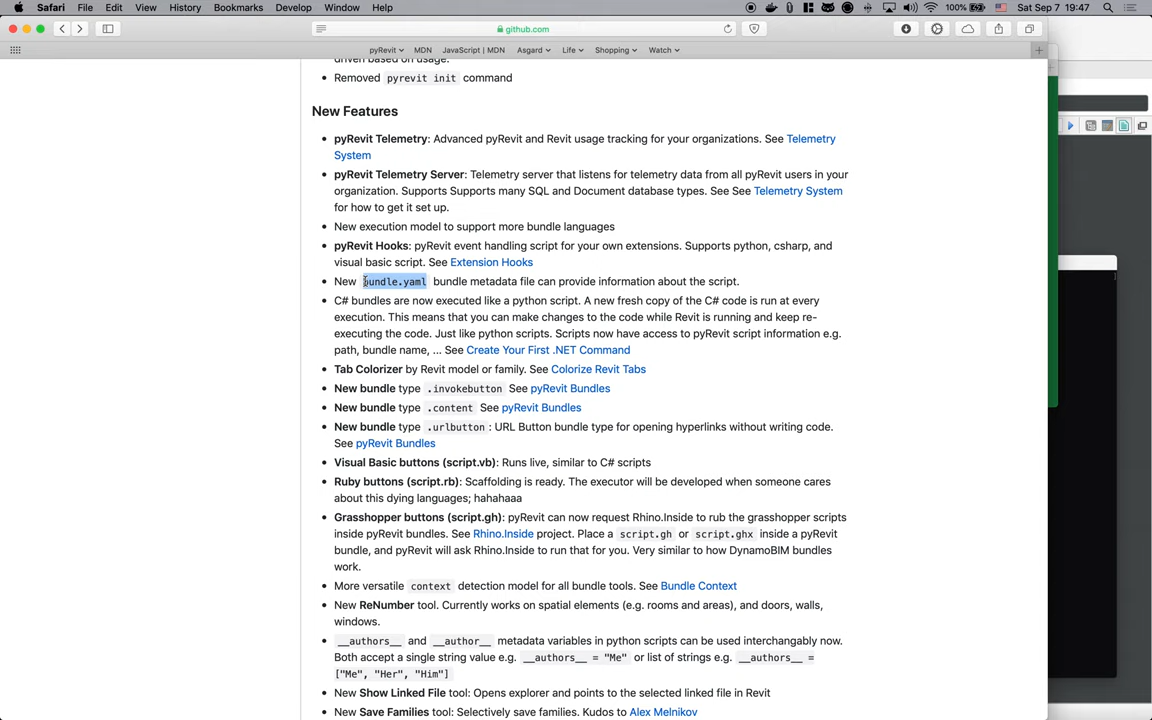 Safari File Edit View History Bookmarks Develop Window Help 100% Sat Sep 7 19:47
github.com
pyRevit MDN JavaScript | MDN Asgard Life Shopping Watch
driven based on usage.
Removed pyrevit init command
New Features
pyRevit Telemetry: Advanced pyRevit and Revit usage tracking for your organizations. See Telemetry
System
pyRevit Telemetry Server: Telemetry server that listens for telemetry data from all pyRevit users in your
organization. Supports Supports many SQL and Document database types. See See Telemetry System
for how to get it set up.
New execution model to support more bundle languages
pyRevit Hooks: pyRevit event handling script for your own extensions. Supports python, csharp, and
visual basic script. See Extension Hooks
New bundle.yaml bundle metadata file can provide information about the script.
C# bundles are now executed like a python script. A new fresh copy of the C# code is run at every
execution. This means that you can make changes to the code while Revit is running and keep re-
executing the code. Just like python scripts. Scripts now have access to pyRevit script information e.g.
path, bundle name, ... See Create Your First .NET Command
Tab Colorizer by Revit model or family. See Colorize Revit Tabs
New bundle type .invokebutton See pyRevit Bundles
New bundle type .content See pyRevit Bundles
New bundle type .urlbutton : URL Button bundle type for opening hyperlinks without writing code.
See pyRevit Bundles
Visual Basic buttons (script.vb): Runs live, similar to C# scripts
Ruby buttons (script.rb): Scaffolding is ready. The executor will be developed when someone cares
about this dying languages; hahahaaa
Grasshopper buttons (script.gh): pyRevit can now request Rhino.Inside to rub the grasshopper scripts
inside pyRevit bundles. See Rhino.Inside project. Place a script.gh or script.ghx inside a pyRevit
bundle, and pyRevit will ask Rhino.Inside to run that for you. Very similar to how DynamoBIM bundles
work.
More versatile context detection model for all bundle tools. See Bundle Context
New ReNumber tool. Currently works on spatial elements (e.g. rooms and areas), and doors, walls,
windows.
__authors__ and __author__ metadata variables in python scripts can be used interchangably now.
Both accept a single string value e.g. __authors__ = "Me" or list of strings e.g. __authors__ =
["Me", "Her", "Him"]
New Show Linked File tool: Opens explorer and points to the selected linked file in Revit
New Save Families tool: Selectively save families. Kudos to Alex Melnikov